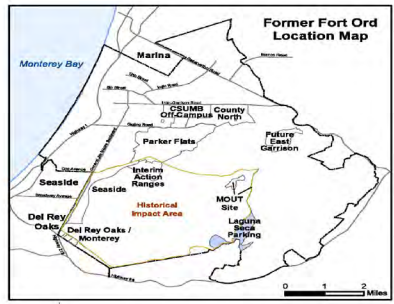 Former Fort Ord
Location Map
Marina
Monterey Bay
CSUMB
Off-Campus
County
North
Parker Flats
Future
East
Garrison
Seaside
Seaside
Interim
Action
Ranges
MOUT
Site
Historical
Impact Area
Laguna
Seca
Parking
Del Rey
Oaks
Del Rey Oaks /
Monterey
0 1 2
Miles